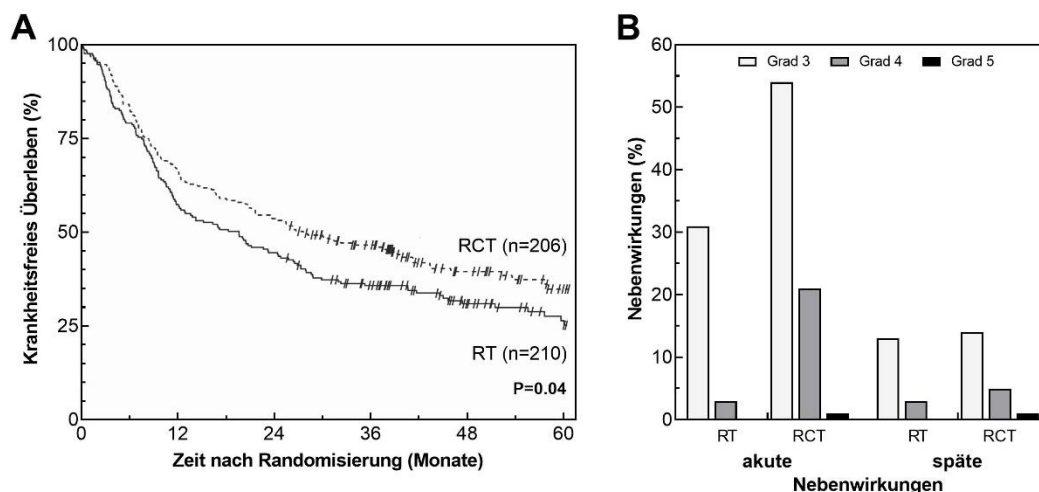 A
Krankheitsfreies Überleben (%)
100
75
50
25
0
RCT (n=206)
RT (n=210)
P=0.04
0 12 24 36 48 60
Zeit nach Randomisierung (Monate)
B
Nebenwirkungen (%)
60
50
40
30
20
10
0
Grad 3 Grad 4 Grad 5
RT RCT RT RCT
akute späte
Nebenwirkungen